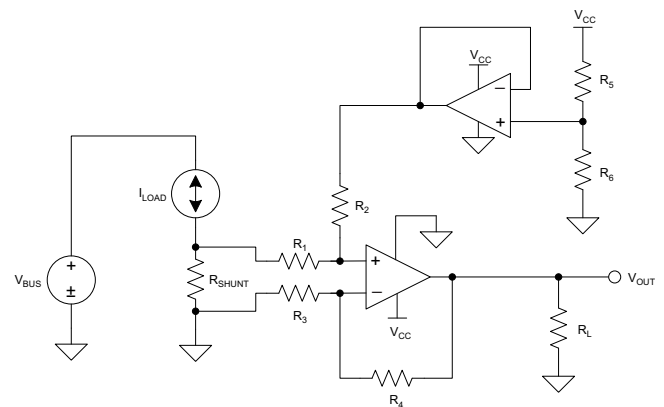 V_CC
V_CC
R_5
−
+
R_6
I_LOAD
R_2
R_1
+
V_BUS
+
±
R_SHUNT
−
V_OUT
R_3
V_CC
R_L
R_4